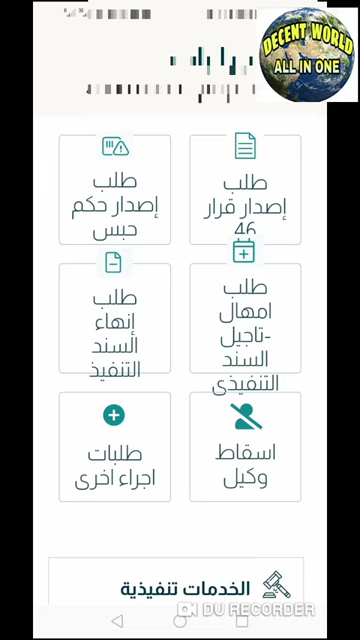 DECENT WORLD
ALL IN ONE
طلب
إصدار قرار
46
طلب
إصدار حكم
حبس
طلب
امهال
-تاجيل
السند
التنفيذى
طلب
إنهاء
السند
التنفيذ
اسقاط
وكيل
طلبات
اجراء اخرى
الخدمات تنفيذية
DU RECORDER